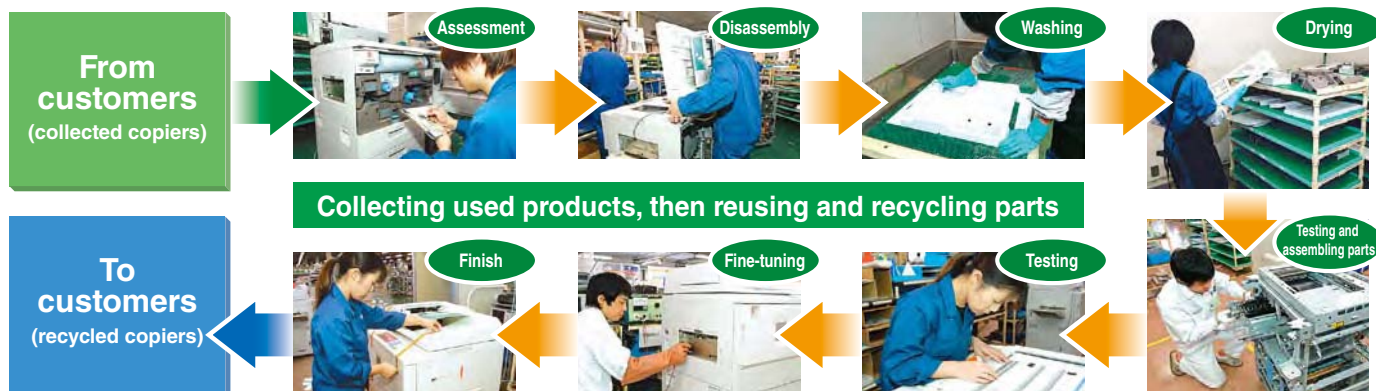 From
customers
(collected copiers)
Assessment
Disassembly
Washing
Drying
Collecting used products, then reusing and recycling parts
Testing and
assembling parts
Testing
Fine-tuning
Finish
To
customers
(recycled copiers)